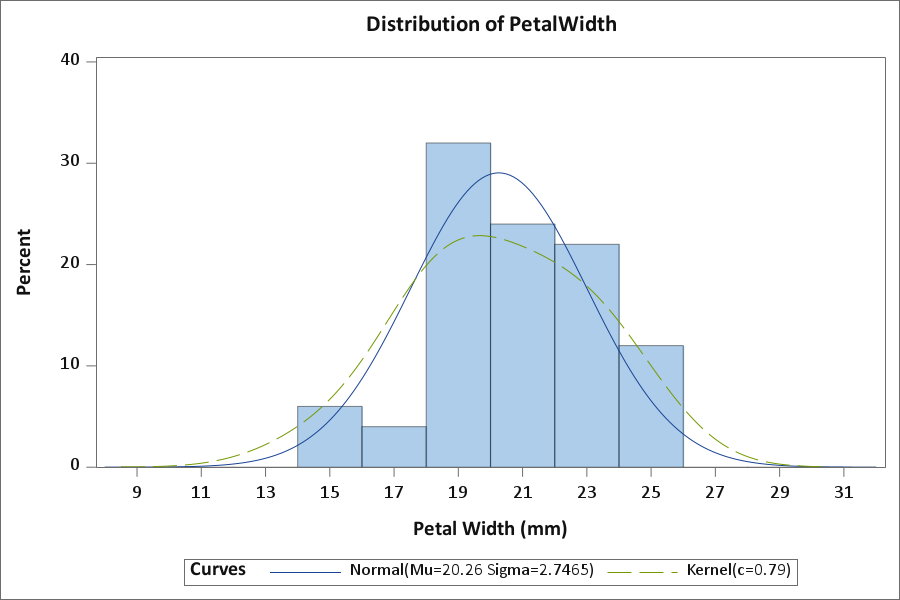 Distribution of PetalWidth
40
30
20
10
0
Percent
9 11 13 15 17 19 21 23 25 27 29 31
Petal Width (mm)
Curves Normal(Mu=20.26 Sigma=2.7465) Kernel(c=0.79)